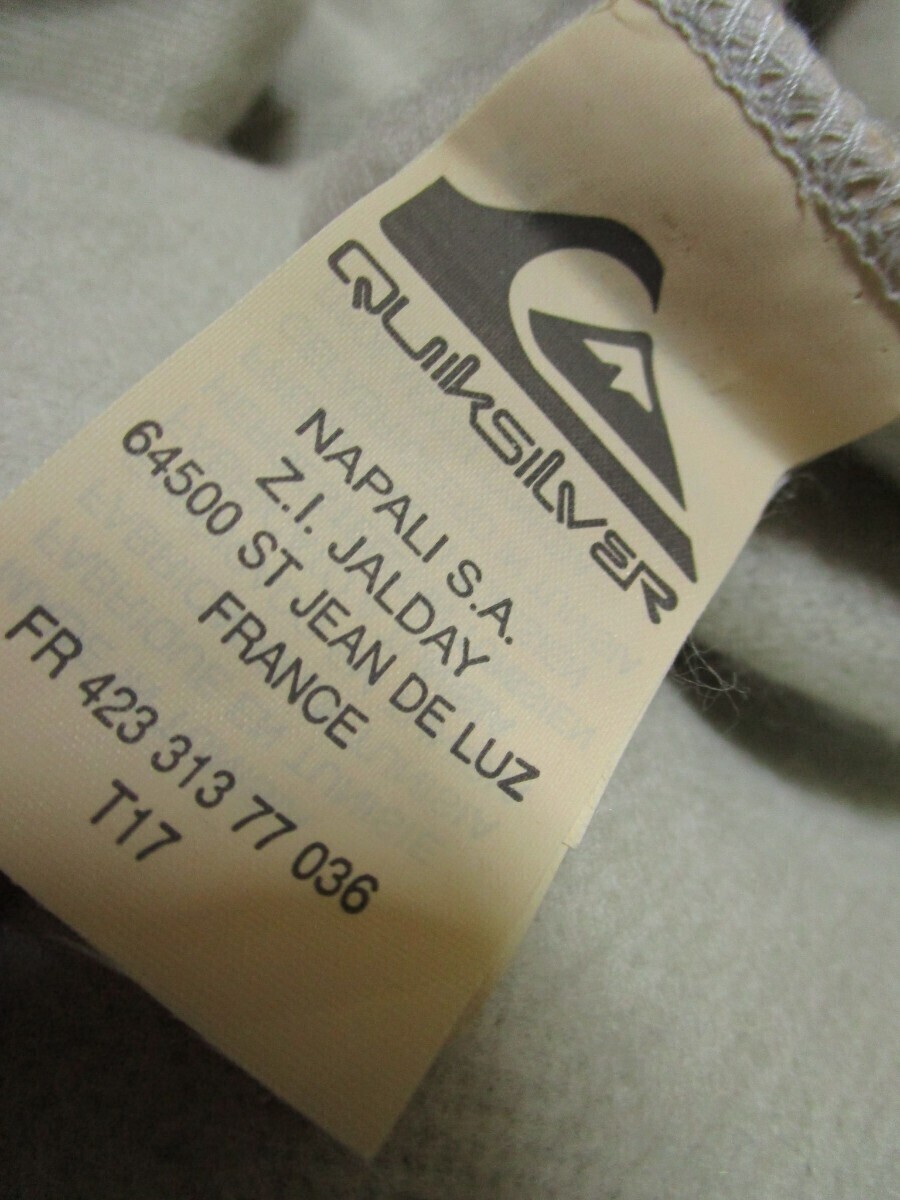 QUIKSILVER
NAPALI S.A.
Z.I. JALDAY
64500 ST JEAN DE LUZ
FRANCE
FR 423 313 77 036
T17